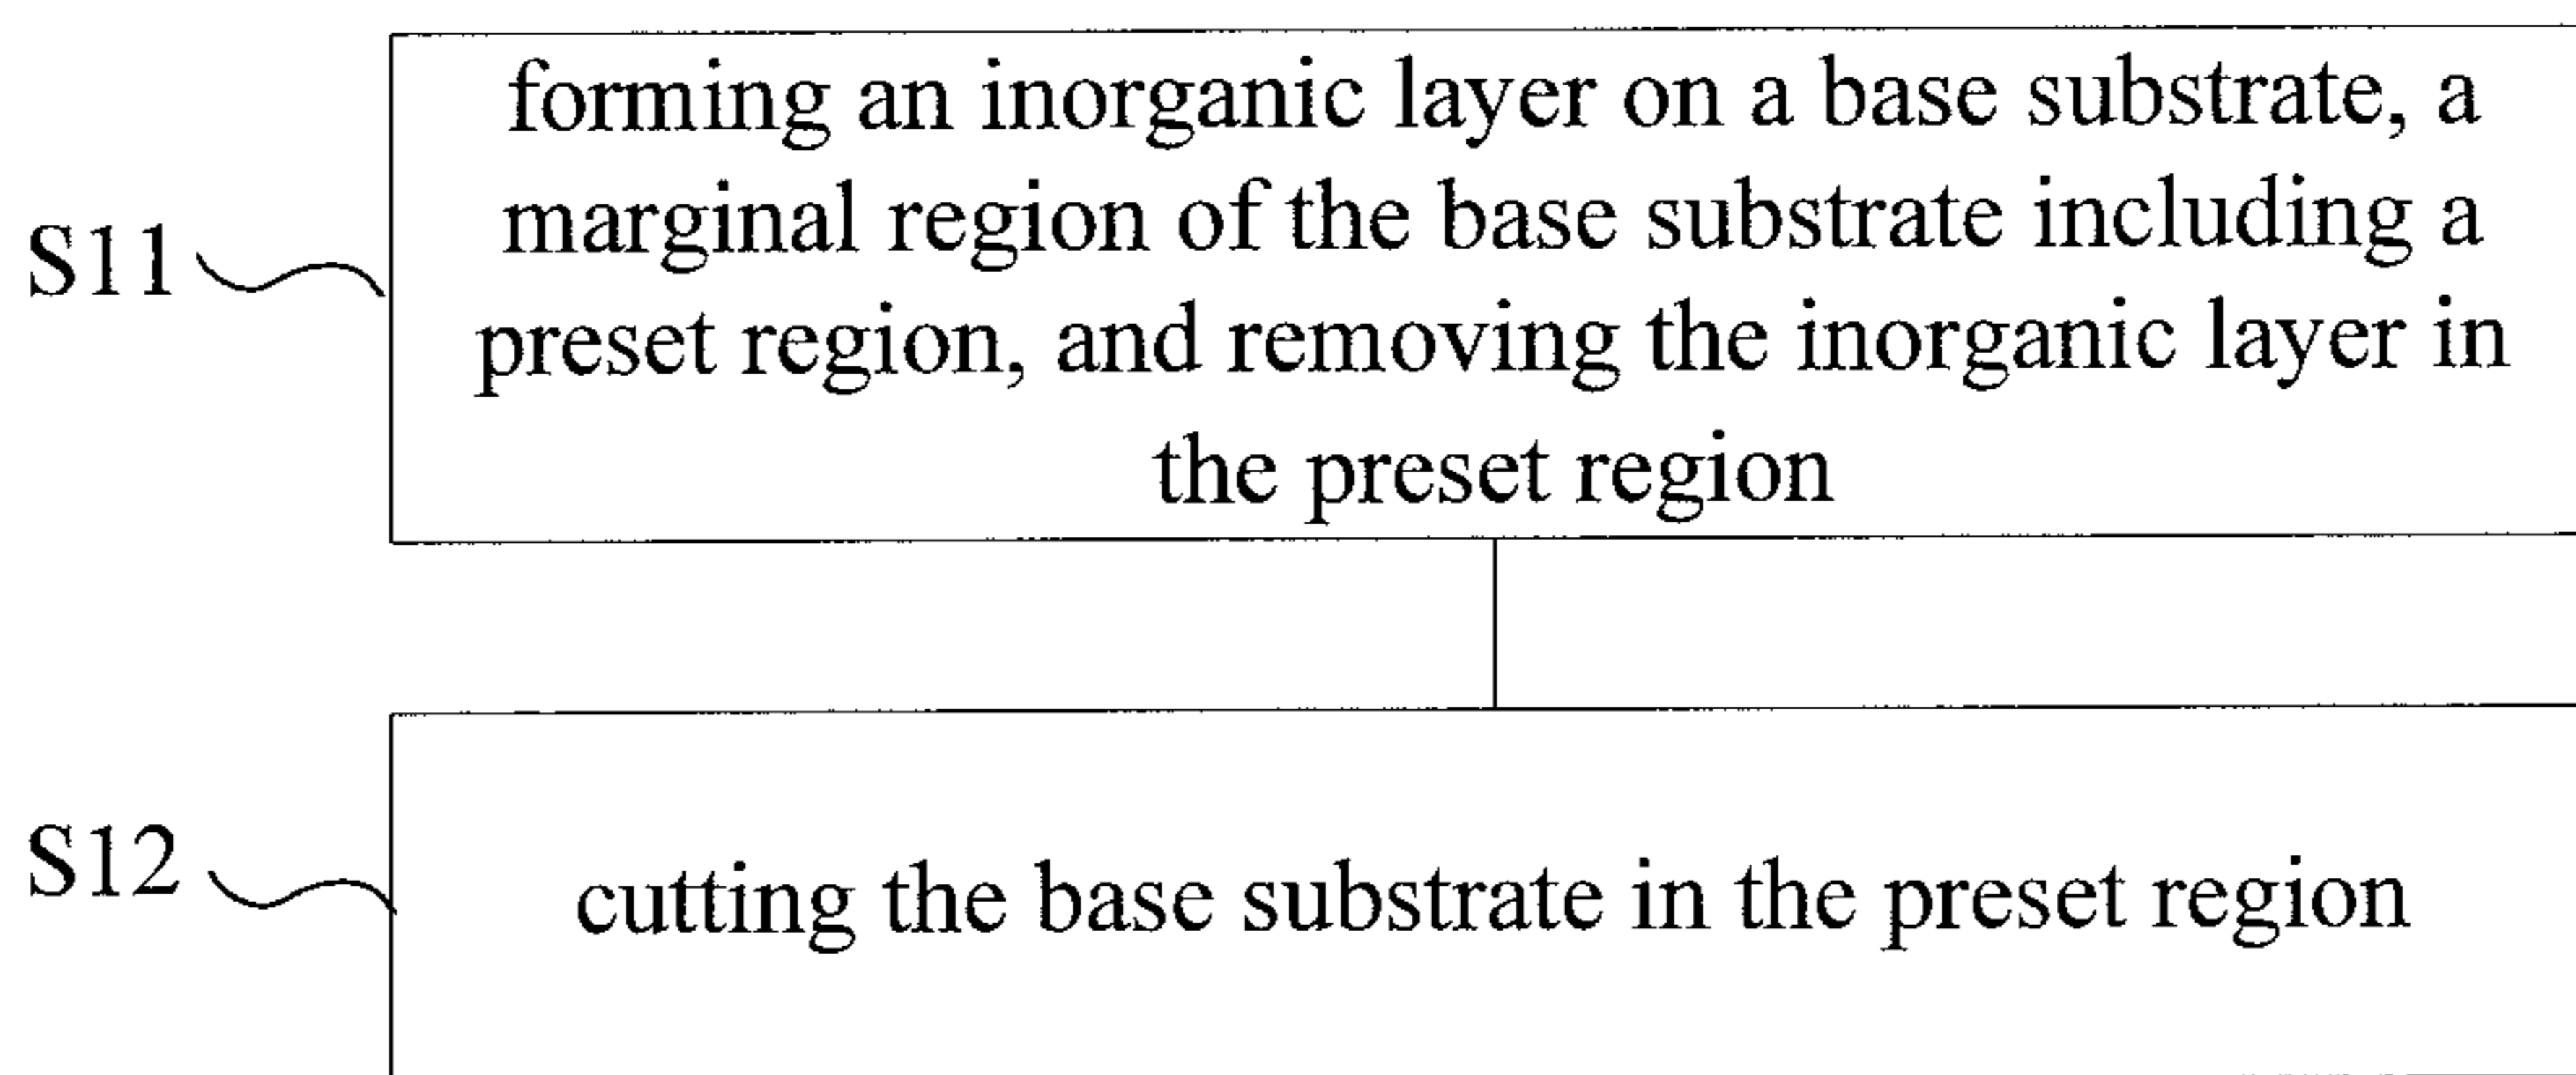 forming an inorganic layer on a base substrate, a
marginal region of the base substrate including a
S11
preset region, and removing the inorganic layer in
the preset region
S12
cutting the base substrate in the preset region